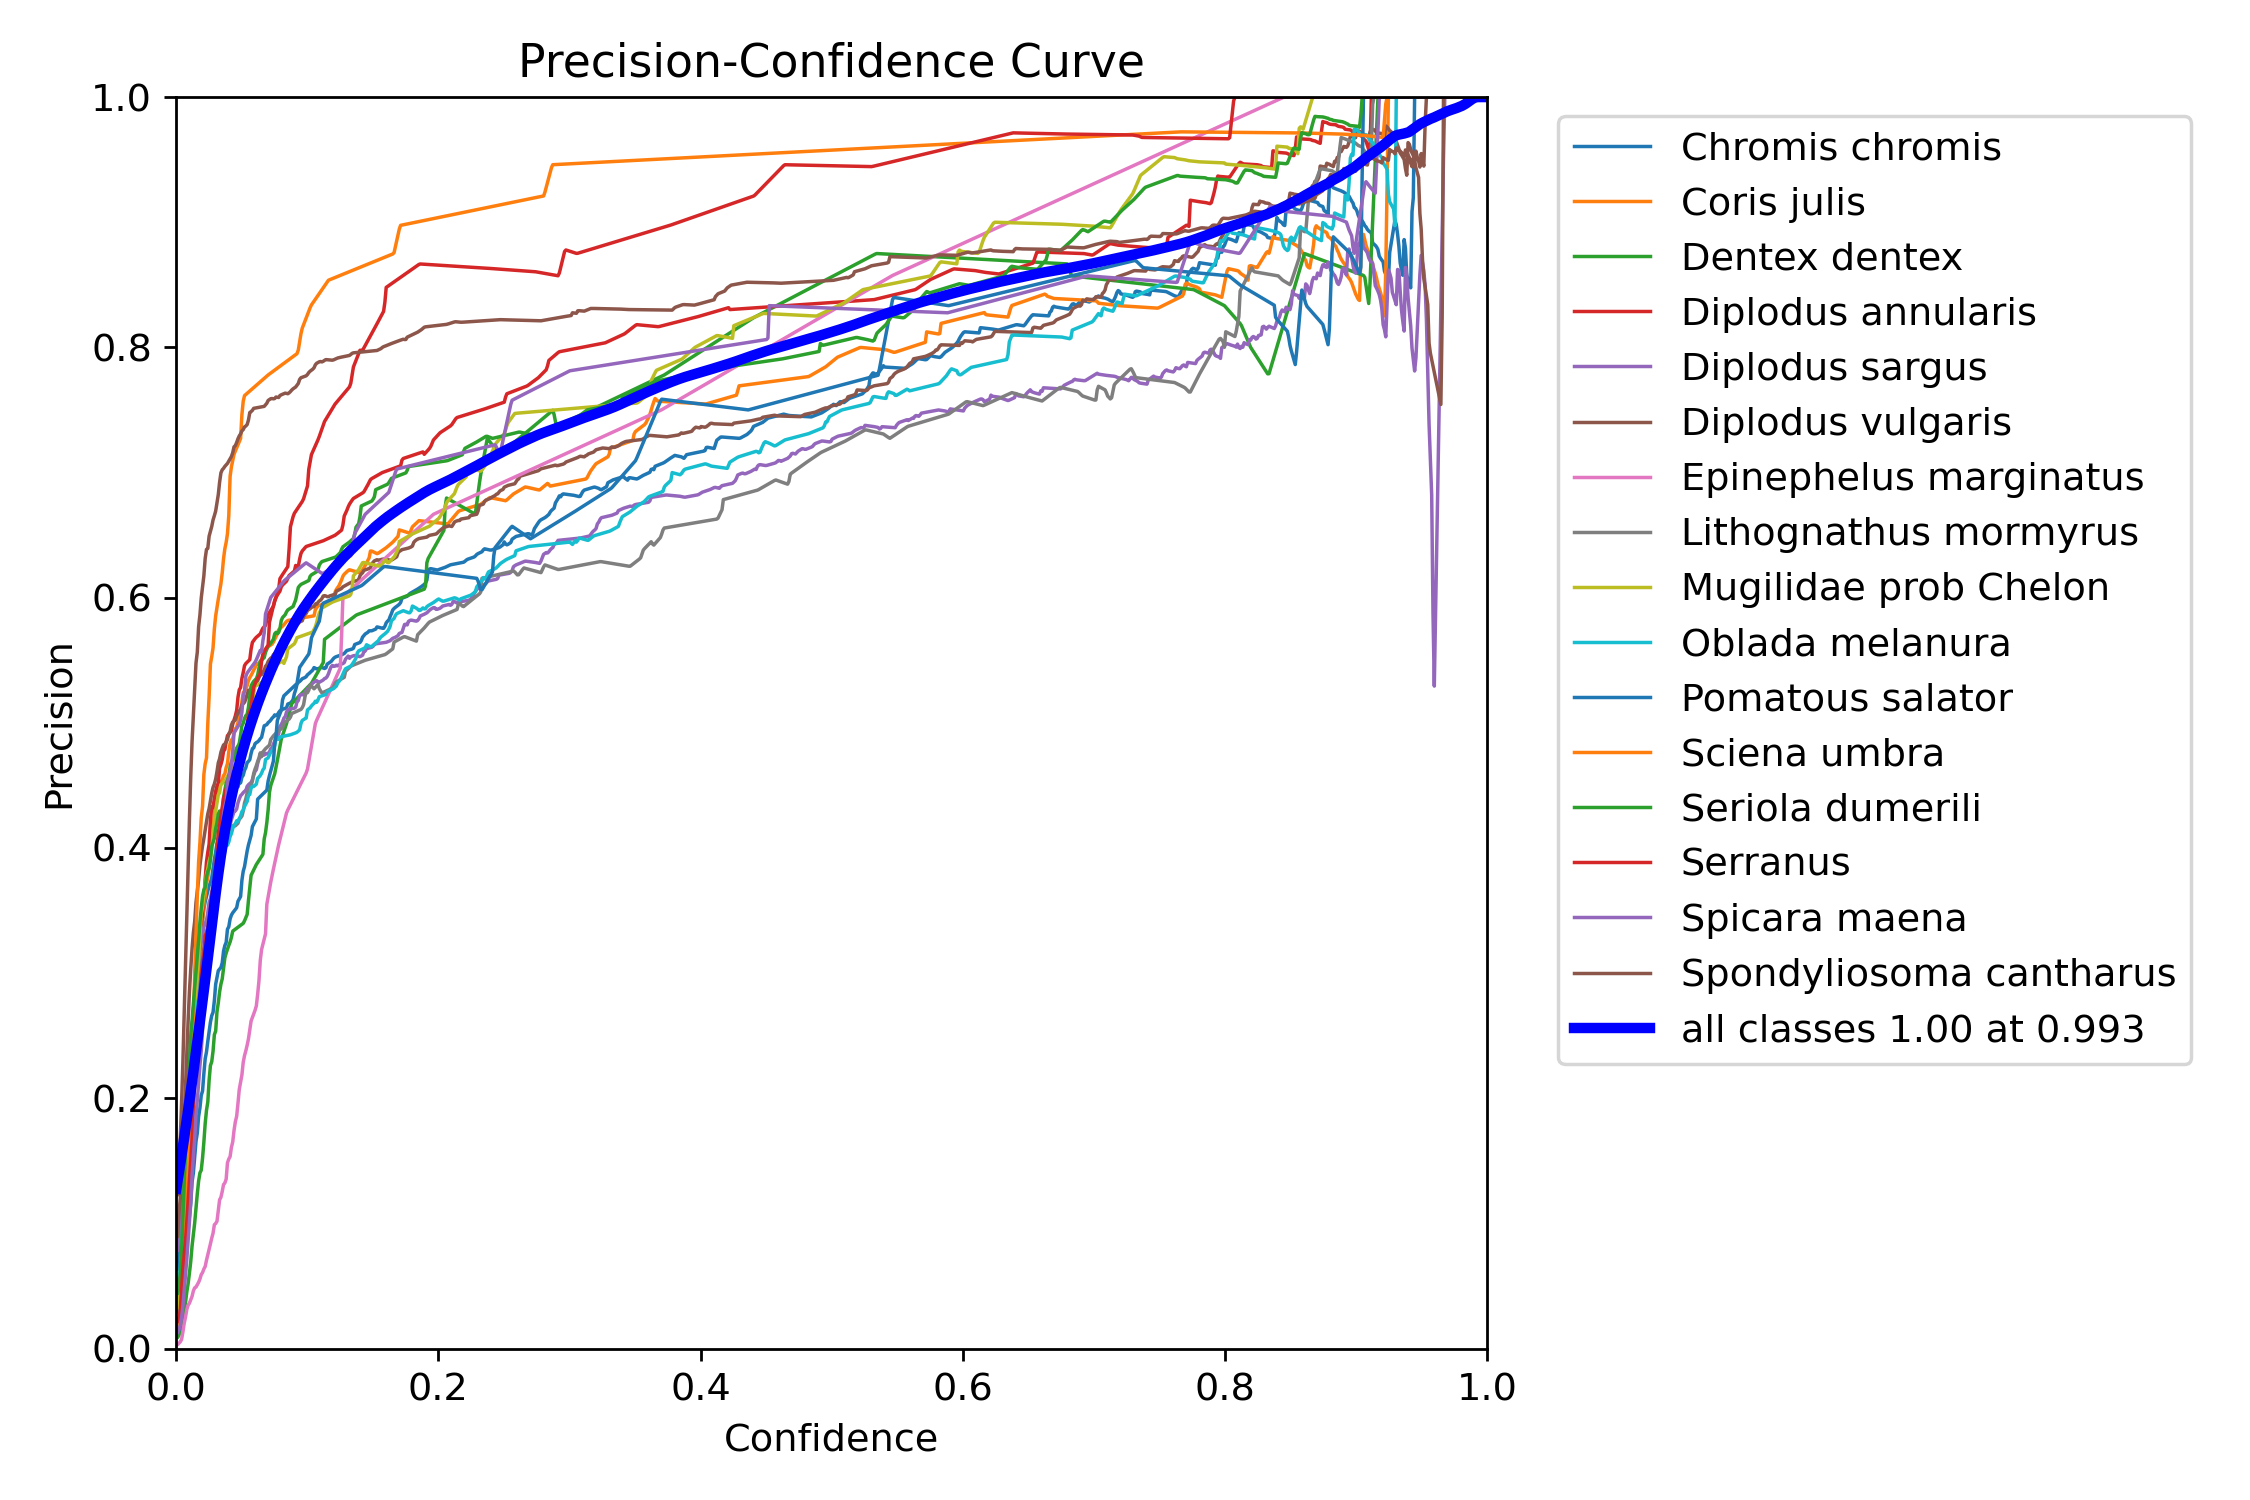 Precision-Confidence Curve
1.0
0.8
0.6
0.4
0.2
0.0
Precision
0.0 0.2 0.4 0.6 0.8 1.0
Confidence
Chromis chromis
Coris julis
Dentex dentex
Diplodus annularis
Diplodus sargus
Diplodus vulgaris
Epinephelus marginatus
Lithognathus mormyrus
Mugilidae prob Chelon
Oblada melanura
Pomatous salator
Sciena umbra
Seriola dumerili
Serranus
Spicara maena
Spondyliosoma cantharus
all classes 1.00 at 0.993